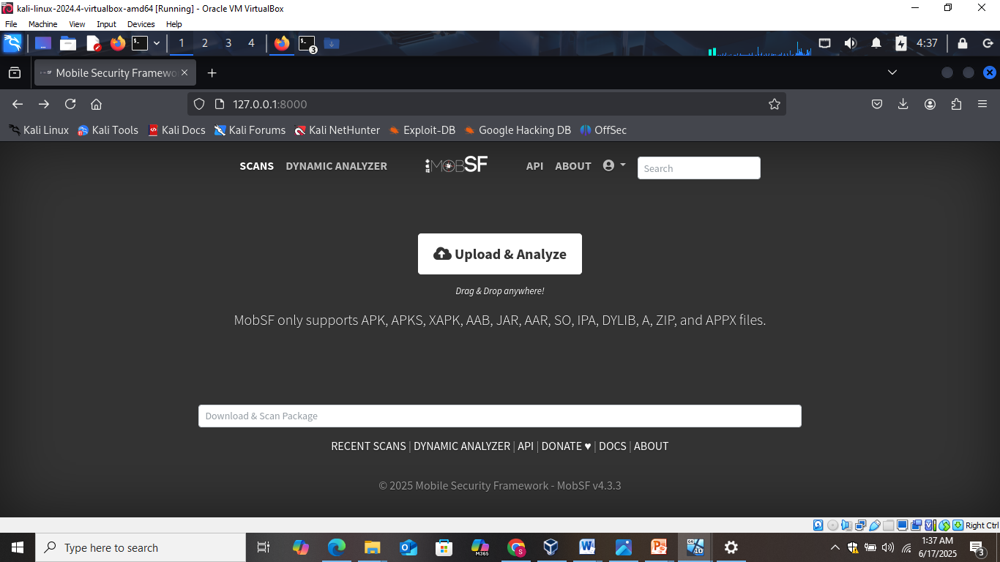 kali-linux-2024.4-virtualbox-amd64 [Running] - Oracle VM VirtualBox
File Machine View Input Devices Help
1 2 3 4 3 4:37
Mobile Security Framewo
127.0.0.1:8000
Kali Linux Kali Tools Kali Docs Kali Forums Kali NetHunter Exploit-DB Google Hacking DB OffSec
SCANS DYNAMIC ANALYZER MOBSF API ABOUT Search
Upload & Analyze
Drag & Drop anywhere!
MobSF only supports APK, APKS, XAPK, AAB, JAR, AAR, SO, IPA, DYLIB, A, ZIP, and APPX files.
Download & Scan Package
RECENT SCANS | DYNAMIC ANALYZER | API | DONATE ♥ | DOCS | ABOUT
© 2025 Mobile Security Framework - MobSF v4.3.3
Right Ctrl
Type here to search
M365
1:37 AM
6/17/2025
3